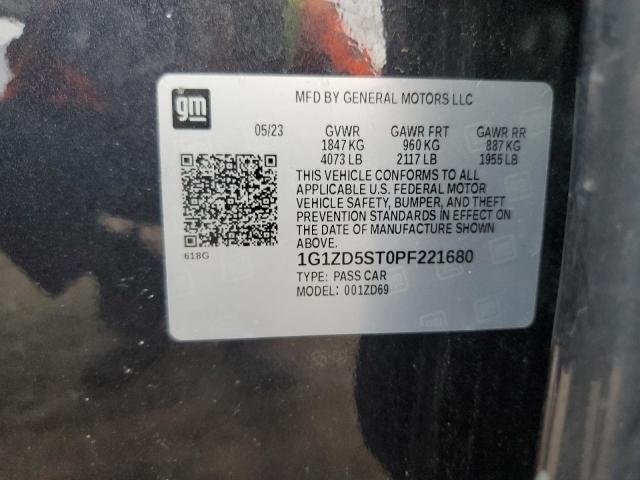 gm
MFD BY GENERAL MOTORS LLC
05/23 GVWR GAWR FRT GAWR RR
1847 KG 960 KG 887 KG
4073 LB 2117 LB 1955 LB
THIS VEHICLE CONFORMS TO ALL
APPLICABLE U.S. FEDERAL MOTOR
VEHICLE SAFETY, BUMPER, AND THEFT
PREVENTION STANDARDS IN EFFECT ON
THE DATE OF MANUFACTURE SHOWN
ABOVE.
618G
1G1ZD5ST0PF221680
TYPE: PASS CAR
MODEL: 001ZD69